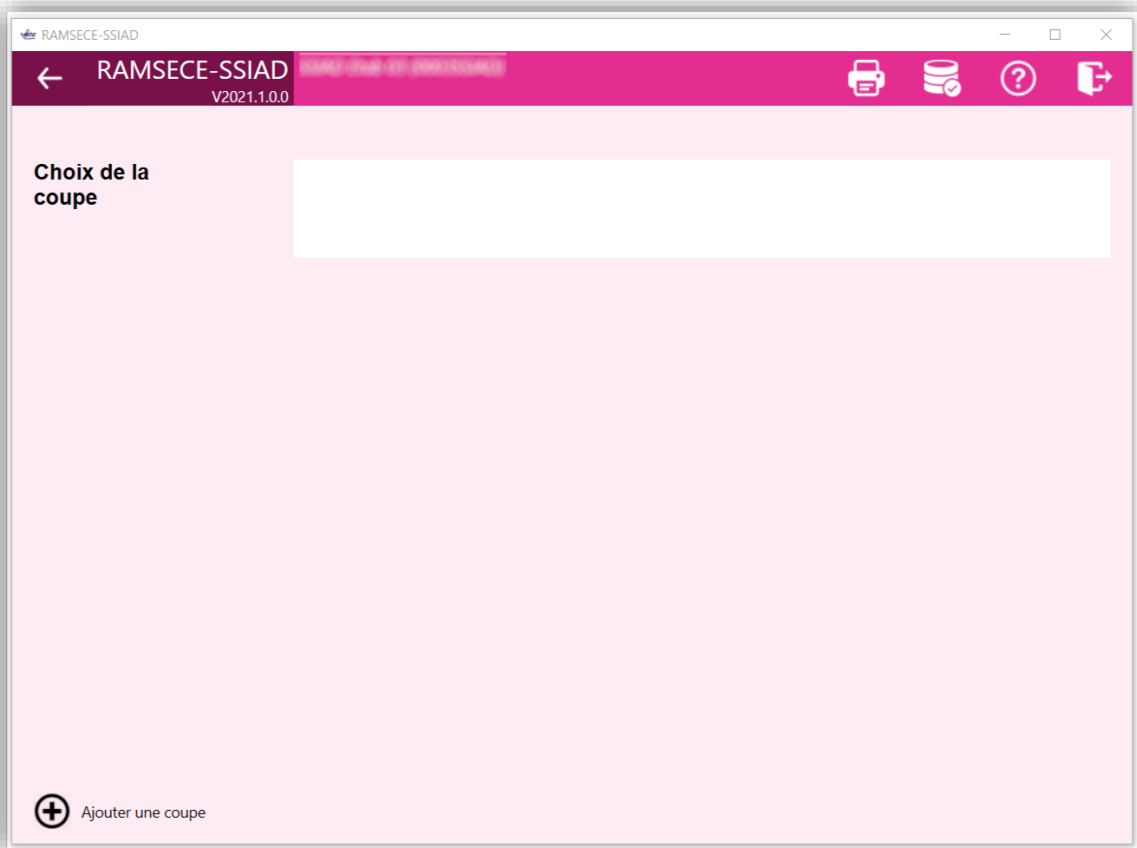 RAMSECE-SSIAD
RAMSECE-SSIAD
V2021.1.0.0
Choix de la
coupe
Ajouter une coupe